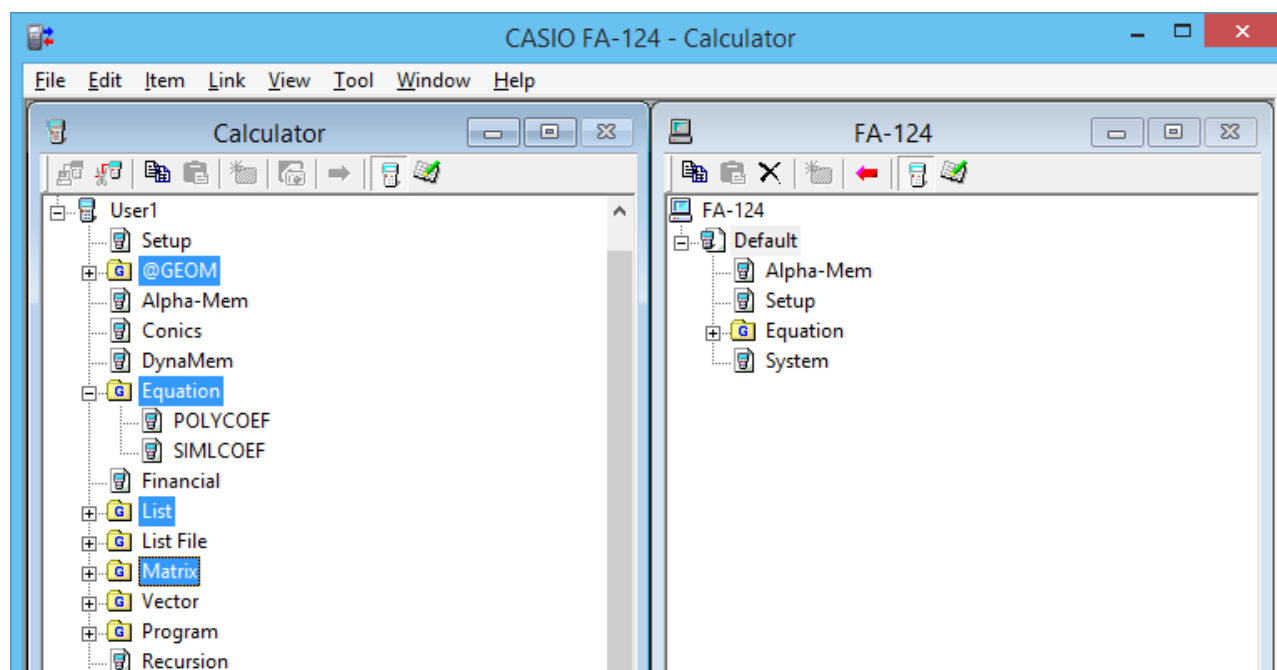 CASIO FA-124 - Calculator
File Edit Item Link View Tool Window Help
Calculator
User1
Setup
G @GEOM
Alpha-Mem
Conics
DynaMem
G Equation
POLYCOEF
SIMLCOEF
Financial
G List
G List File
G Matrix
G Vector
G Program
Recursion
FA-124
FA-124
Default
Alpha-Mem
Setup
G Equation
System